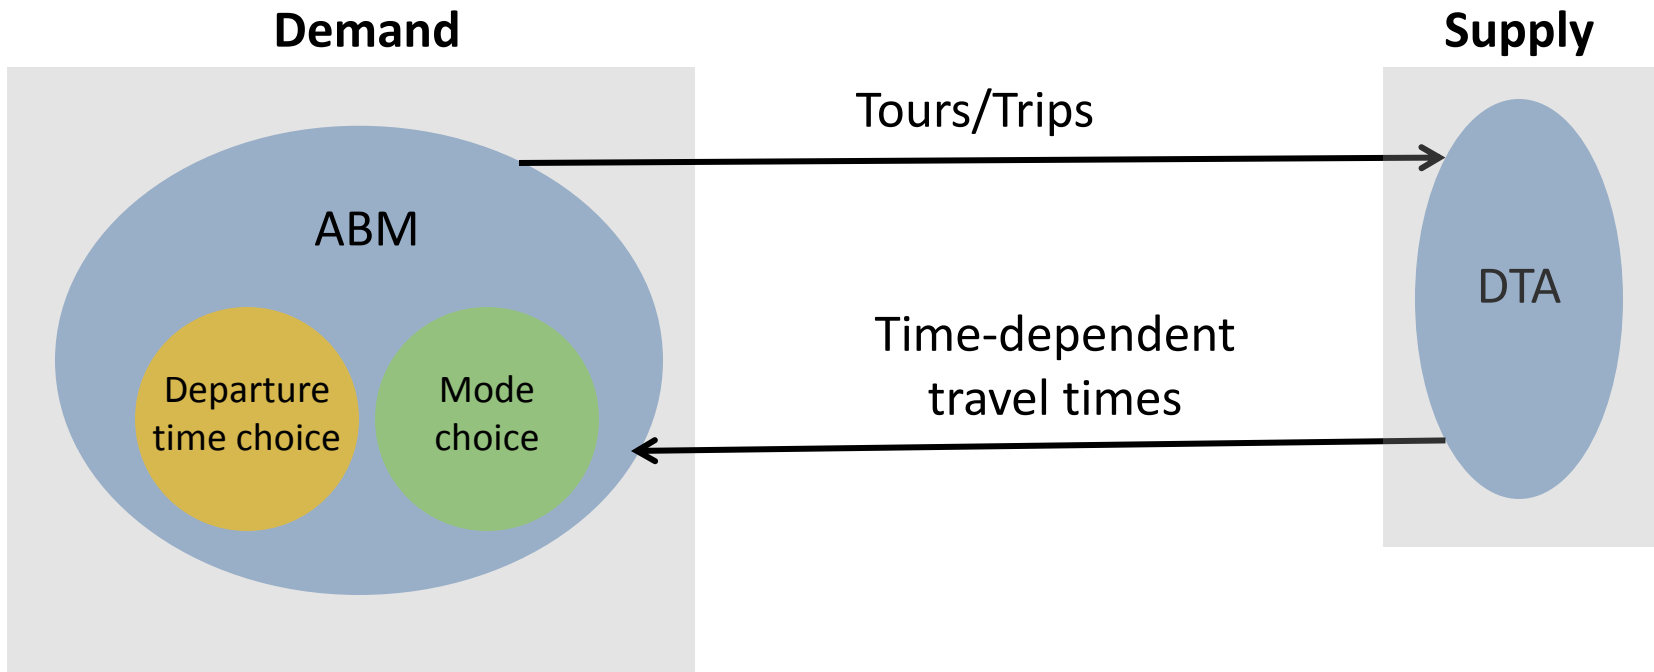 Demand
Supply
Tours/Trips
ABM
DTA
Time-dependent
travel times
Departure
time choice
Mode
choice